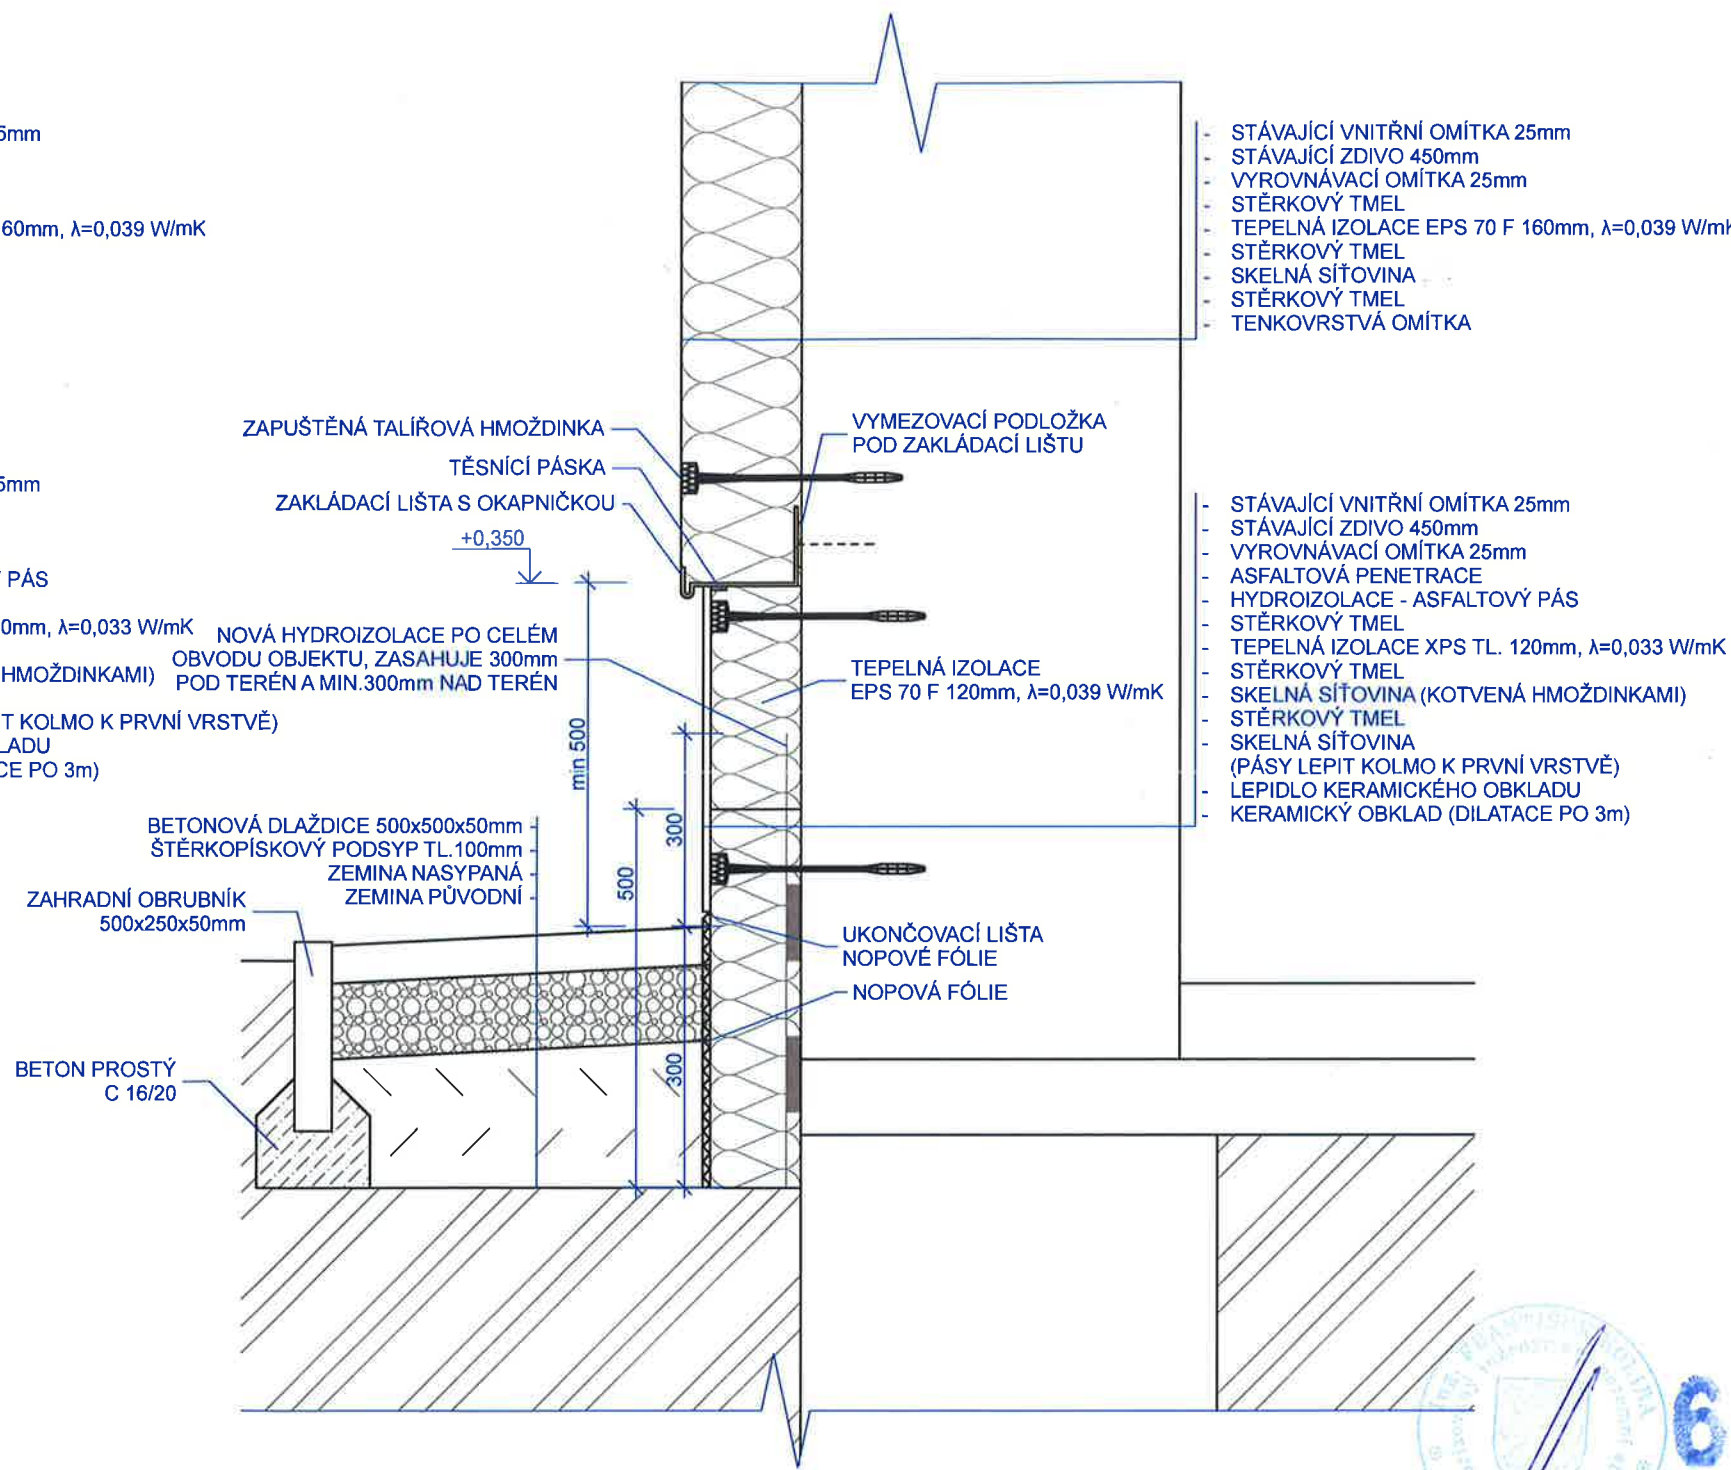 5mm
60mm, λ=0,039 W/mK
5mm
PÁS
0mm, λ=0,033 W/mK
HMOŽDINKAMI)
IT KOLMO K PRVNÍ VRSTVĚ)
LADU
CE PO 3m)
STÁVAJÍCÍ VNITŘNÍ OMÍTKA 25mm
STÁVAJÍCÍ ZDIVO 450mm
VYROVNÁVACÍ OMÍTKA 25mm
STĚRKOVÝ TMEL
TEPELNÁ IZOLACE EPS 70 F 160mm, λ=0,039 W/mK
STĚRKOVÝ TMEL
SKELNÁ SÍŤOVINA
STĚRKOVÝ TMEL
TENKOVRSTVÁ OMÍTKA
ZAPUŠTĚNÁ TALÍŘOVÁ HMOŽDINKA
TĚSNÍCÍ PÁSKA
ZAKLÁDACÍ LIŠTA S OKAPNIČKOU
+0,350
VYMEZOVACÍ PODLOŽKA
POD ZAKLÁDACÍ LIŠTU
NOVÁ HYDROIZOLACE PO CELÉM
OBVODU OBJEKTU, ZASAHUJE 300mm
POD TERÉN A MIN.300mm NAD TERÉN
TEPELNÁ IZOLACE
EPS 70 F 120mm, λ=0,039 W/mK
STÁVAJÍCÍ VNITŘNÍ OMÍTKA 25mm
STÁVAJÍCÍ ZDIVO 450mm
VYROVNÁVACÍ OMÍTKA 25mm
ASFALTOVÁ PENETRACE
HYDROIZOLACE - ASFALTOVÝ PÁS
STĚRKOVÝ TMEL
TEPELNÁ IZOLACE XPS TL. 120mm, λ=0,033 W/mK
STĚRKOVÝ TMEL
SKELNÁ SÍŤOVINA (KOTVENÁ HMOŽDINKAMI)
STĚRKOVÝ TMEL
SKELNÁ SÍŤOVINA
(PÁSY LEPIT KOLMO K PRVNÍ VRSTVĚ)
LEPIDLO KERAMICKÉHO OBKLADU
KERAMICKÝ OBKLAD (DILATACE PO 3m)
min 500
300
500
300
BETONOVÁ DLAŽDICE 500x500x50mm
ŠTĚRKOPÍSKOVÝ PODSYP TL.100mm
ZEMINA NASYPANÁ
ZEMINA PŮVODNÍ
ZAHRADNÍ OBRUBNÍK
500x250x50mm
UKONČOVACÍ LIŠTA
NOPOVÉ FÓLIE
NOPOVÁ FÓLIE
BETON PROSTÝ
C 16/20
6